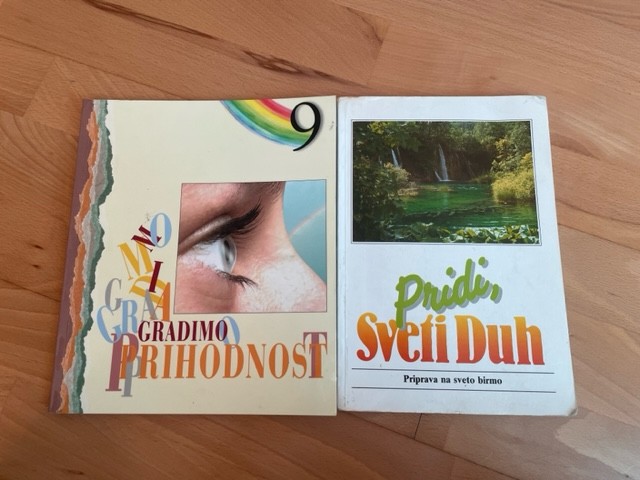 9
GRADIMO
PRIHODNOST
Pridi,
Sveti Duh
Priprava na sveto birmo